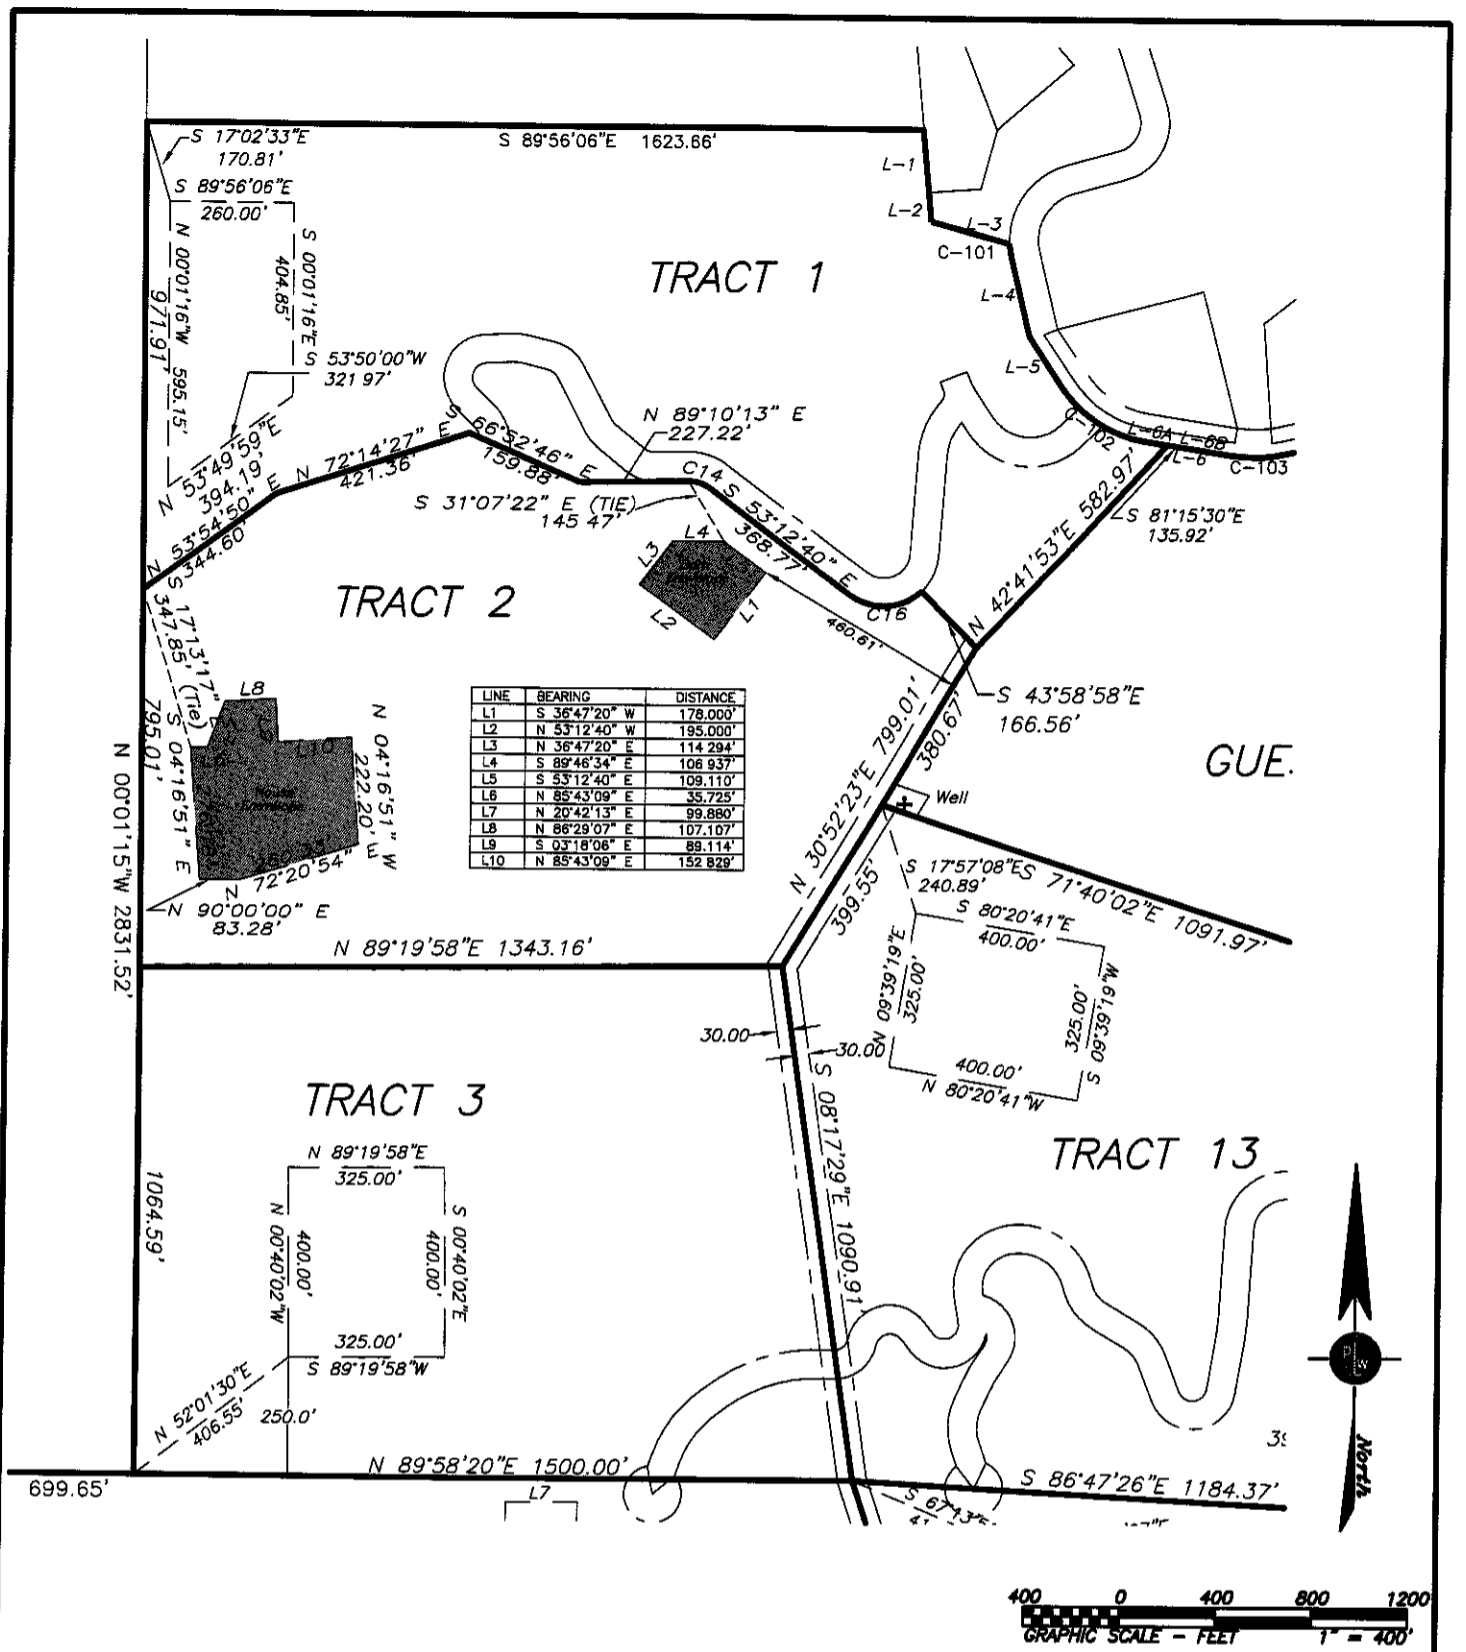 S 17°02'33"E
170.81'
S 89°56'06"E 1623.66'
L-1
S 89°56'06"E
260.00'
L-2
L-3
C-101
N 00°01'16"W 595.15'
971.91'
S 00°01'16"E
404.85'
TRACT 1
L-4
S 53°50'00"W
321 97'
L-5
C-102
L-6A
L-6B
L-6
C-103
N 53°49'59"E
394.19'
N 72°14'27" E
421.36'
S 66°52'46" E
159.88'
N 89°10'13" E
227.22'
C14
S 31°07'22" E (TIE)
145 47'
S 53°12'40" E
368.77'
N 42°41'53"E 582.97'
S 81°15'30"E
135.92'
N 53°54'50" E
344.60'
TRACT 2
L3
L4
L1
L2
C16
460.61'
S 17°13'17" E
347.85' (Tie)
S 43°58'58"E
166.56'
LINE BEARING DISTANCE
L1 S 36°47'20" W 178.000'
L2 N 53°12'40" W 195.000'
L3 N 36°47'20" E 114 294'
L4 S 89°46'34" E 106 937'
L5 S 53°12'40" E 109.110'
L6 N 85°43'09" E 35.725'
L7 N 20°42'13" E 99.880'
L8 N 86°29'07" E 107.107'
L9 S 03°18'06" E 89.114'
L10 N 85°43'09" E 152 829'
L8
L10
House
Envelope
795.01'
S 04°16'51" E
N 04°16'51" W
222.20'
N 72°20'54" E
N 90°00'00" E
83.28'
N 00°01'15"W 2831.52'
N 30°52'23"E 799.01'
380.67'
399.55'
GUE
Well
S 17°57'08"E
240.89'
S 71°40'02"E 1091.97'
N 89°19'58"E 1343.16'
S 80°20'41"E
400.00'
N 09°39'19"E
325.00'
325.00'
S 09°39'19"W
400.00'
N 80°20'41"W
30.00
30.00
TRACT 3
S 08°17'29"E 1090.91'
TRACT 13
1064.59'
N 89°19'58"E
325.00'
N 00°40'02"W
400.00'
400.00'
S 00°40'02"E
325.00'
S 89°19'58"W
N 52°01'30"E
406.55'
250.0'
North
N 89°58'20"E 1500.00'
S 86°47'26"E 1184.37'
699.65'
L7
400 0 400 800 1200
GRAPHIC SCALE - FEET 1" = 400'